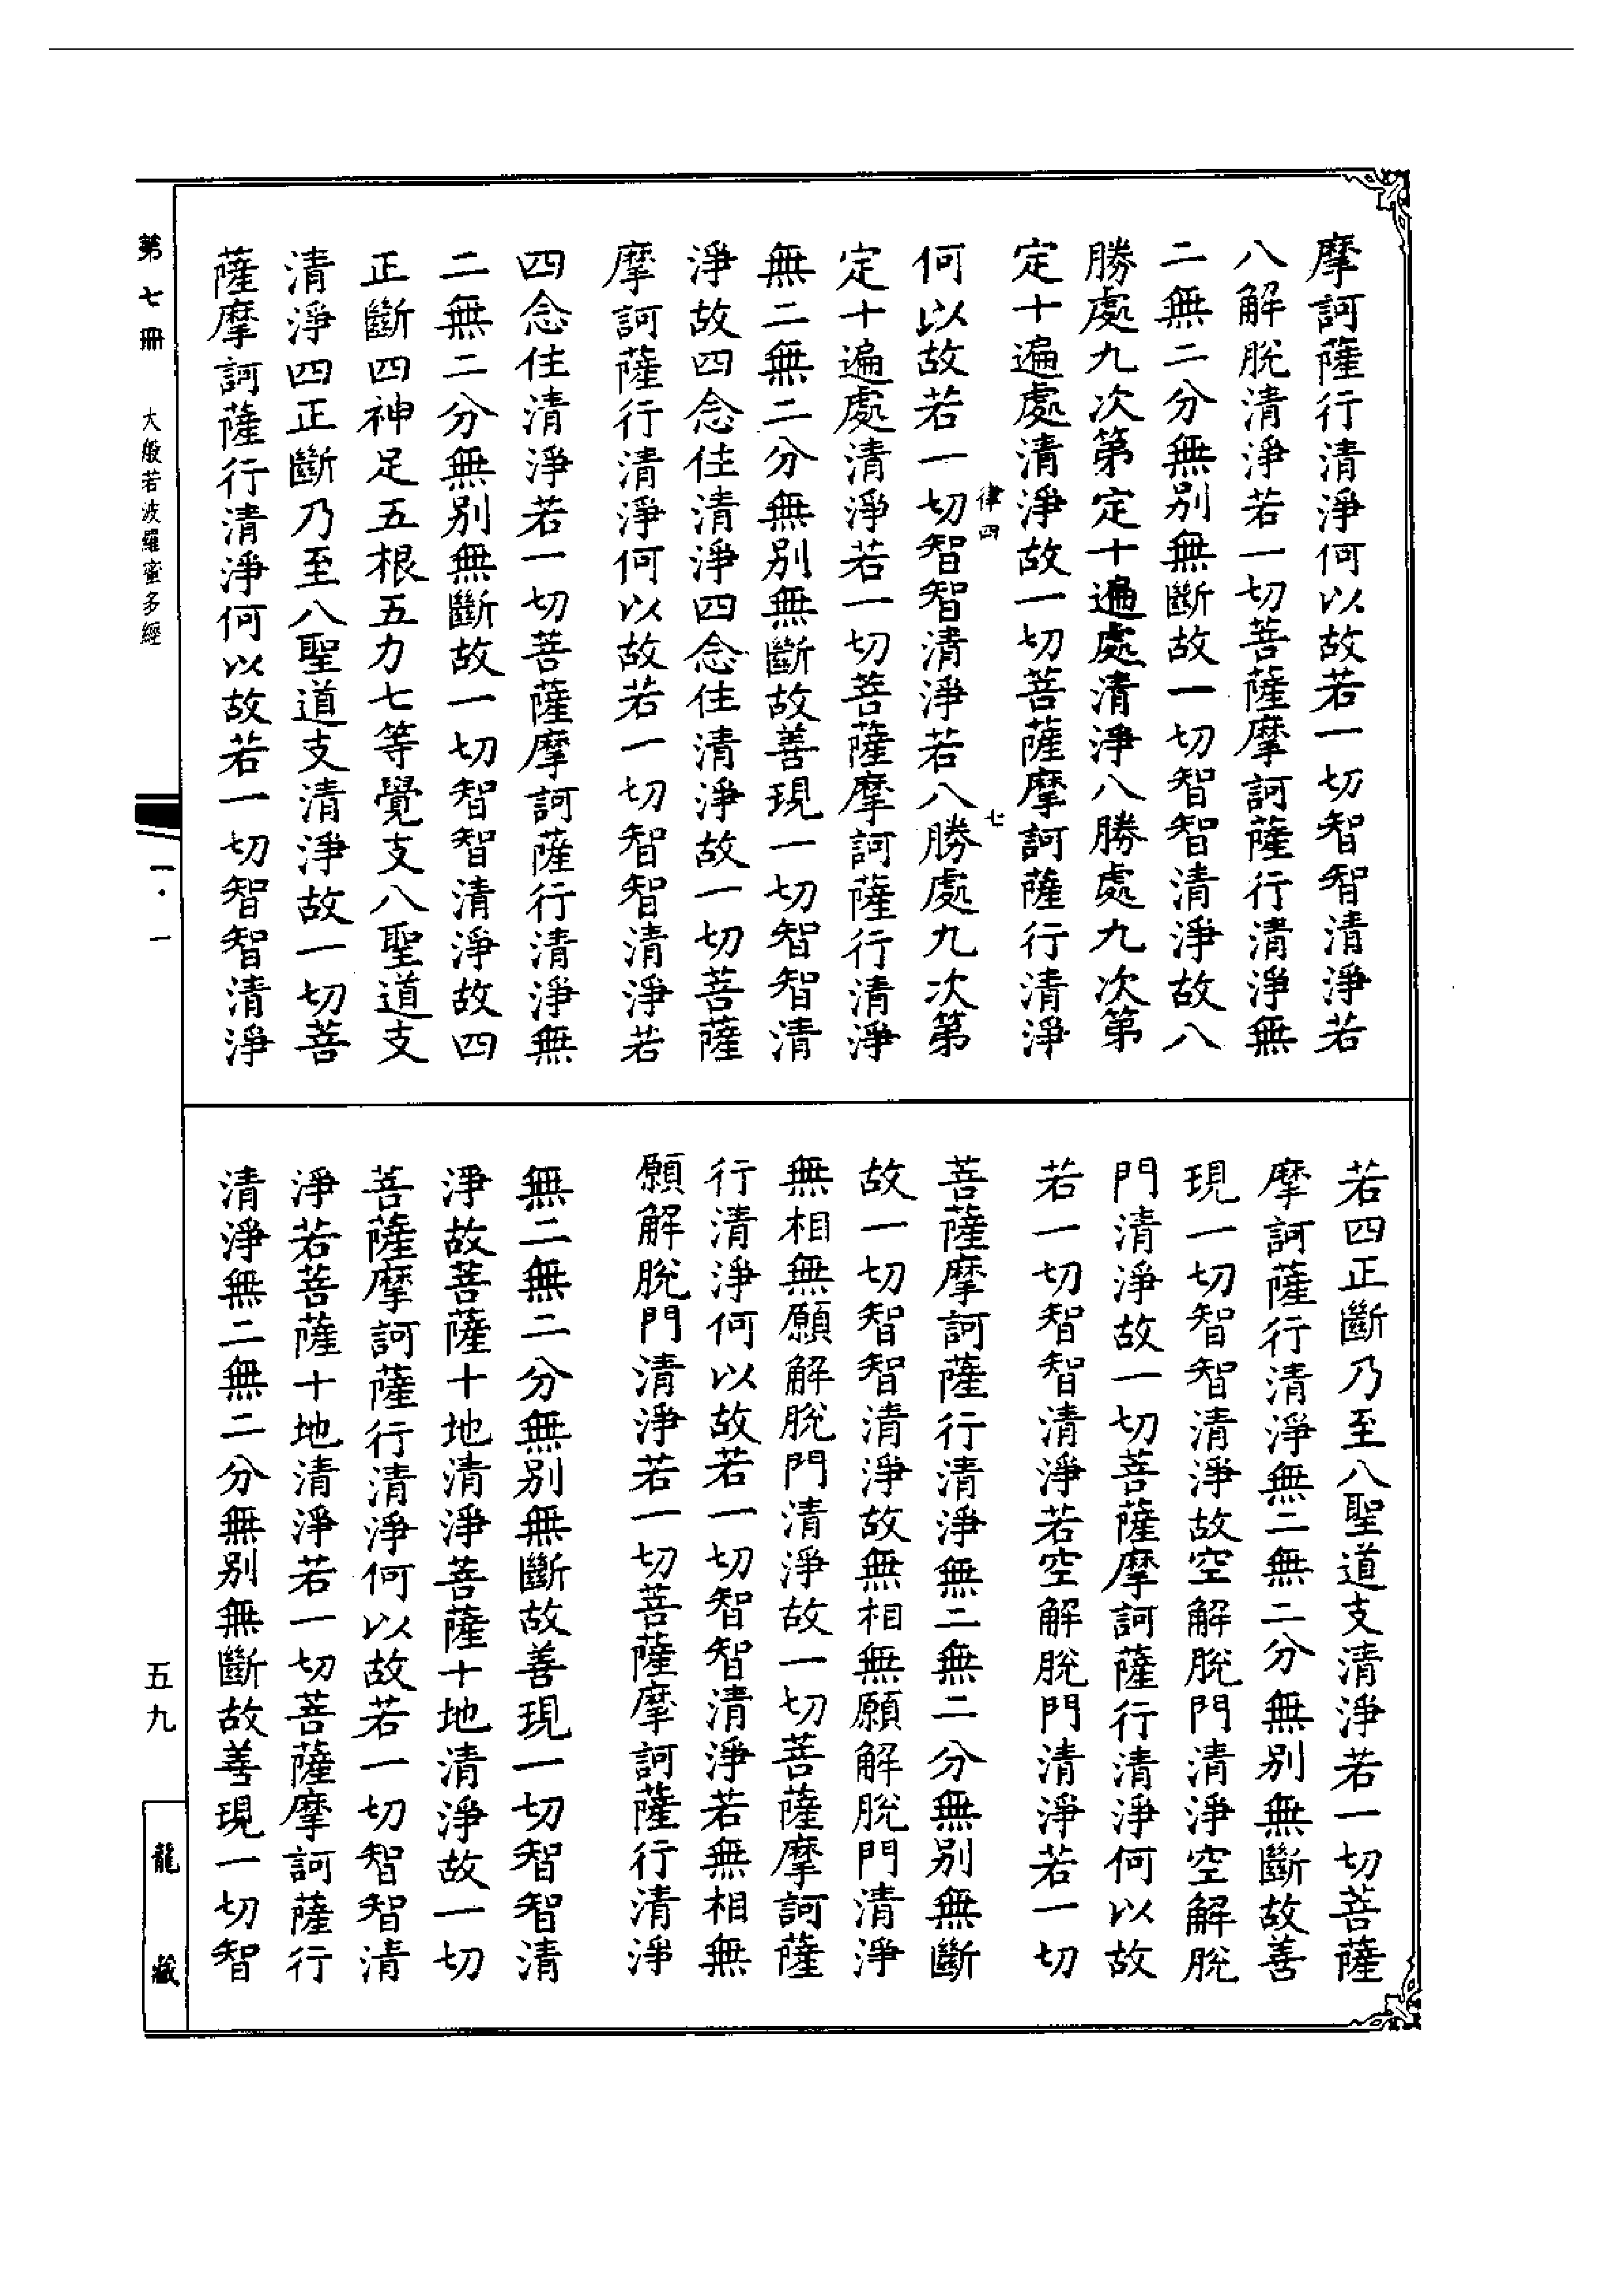 摩訶薩行清淨何以故若一切智智清淨若
八解脫清淨若一切菩薩摩訶薩行清淨無
二無二分無別無斷故一切智智清淨故八
勝處九次第定十遍處清淨八勝處九次第
定十遍處清淨故一切菩薩摩訶薩行清淨
律四
七
何以故若一切智智清淨若八勝處九次第
定十遍處清淨若一切菩薩摩訶薩行清淨
無二無二分無別無斷故善現一切智智清
淨故四念住清淨四念住清淨故一切菩薩
摩訶薩行清淨何以故若一切智智清淨若
四念住清淨若一切菩薩摩訶薩行清淨無
二無二分無別無斷故一切智智清淨故四
正斷四神足五根五力七等覺支八聖道支
清淨四正斷乃至八聖道支清淨故一切菩
薩摩訶薩行清淨何以故若一切智智清淨
若四正斷乃至八聖道支清淨若一切菩薩
摩訶薩行清淨無二無二分無別無斷故善
現一切智智清淨故空解脫門清淨空解脫
門清淨故一切菩薩摩訶薩行清淨何以故
若一切智智清淨若空解脫門清淨若一切
菩薩摩訶薩行清淨無二無二分無別無斷
故一切智智清淨故無相無願解脫門清淨
無相無願解脫門清淨故一切菩薩摩訶薩
行清淨何以故若一切智智清淨若無相無
願解脫門清淨若一切菩薩摩訶薩行清淨
無二無二分無別無斷故善現一切智智清
淨故菩薩十地清淨菩薩十地清淨故一切
菩薩摩訶薩行清淨何以故若一切智智清
淨若菩薩十地清淨若一切菩薩摩訶薩行
清淨無二無二分無別無斷故善現一切智
第七冊 大般若波羅蜜多經
一・一
五九
龍藏